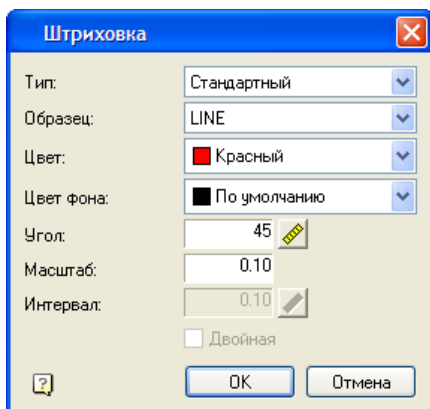 Штриховка
Тип: Стандартный
Образец: LINE
Цвет: Красный
Цвет фона: По умолчанию
Угол: 45
Масштаб: 0.10
Интервал: 0.10
Двойная
? OK Отмена